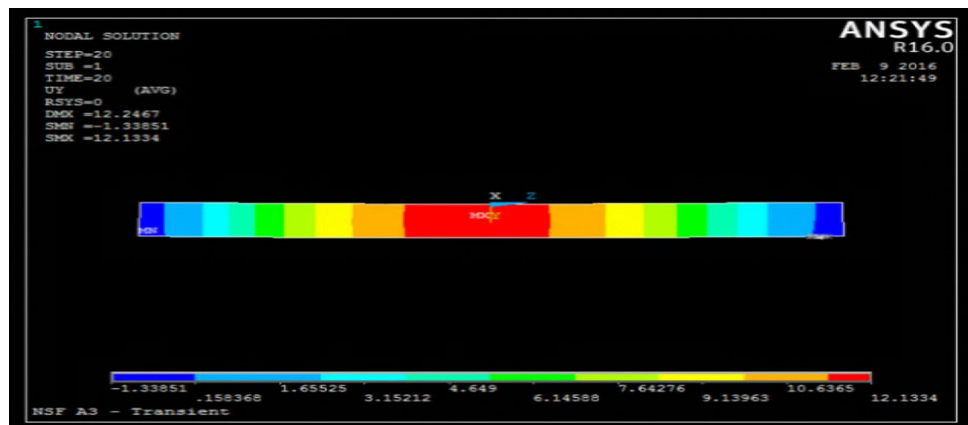 1
NODAL SOLUTION
ANSYS
R16.0
STEP=20
SUB =1
TIME=20
UY (AVG)
RSYS=0
DMX =12.2467
SMN =-1.33851
SMX =12.1334
FEB 9 2016
12:21:49
X Z
MX Y
MN
-1.33851 1.65525 4.649 7.64276 10.6365
.158368 3.15212 6.14588 9.13963 12.1334
NSF A3 - Transient